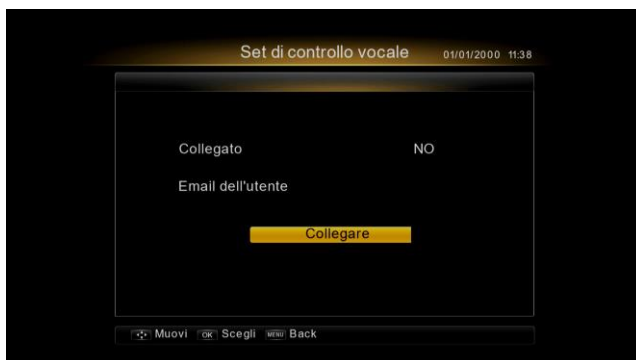 Set di controllo vocale 01/01/2000 11:38
Collegato NO
Email dell'utente
Collegare
Muovi OK Scegli MENU Back